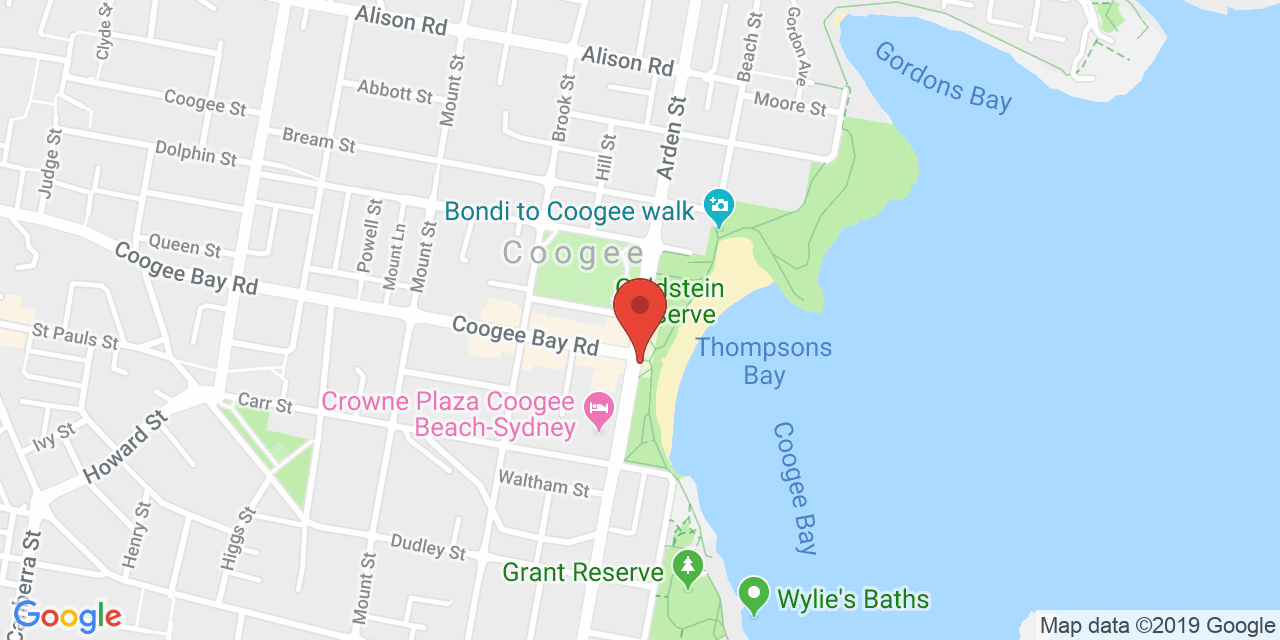 Clyde St
Alison Rd
Mount St
Alison Rd
Beach St
Gordon Ave
Gordons Bay
Coogee St
Abbott St
Brook St
Moore St
Judge St
Dolphin St
Bream St
Hill St
Arden St
Bondi to Coogee walk
Queen St
Powell St
Mount Ln
Mount St
Coogee
Coogee Bay Rd
Coogee Bay Rd
St Pauls St
Thompsons
Bay
Crowne Plaza Coogee
Beach-Sydney
Carr St
Ivy St
Howard St
Coogee Bay
Waltham St
Henry St
Higgs St
Mount St
Dudley St
Grant Reserve
Wylie's Baths
Google
Map data ©2019 Google